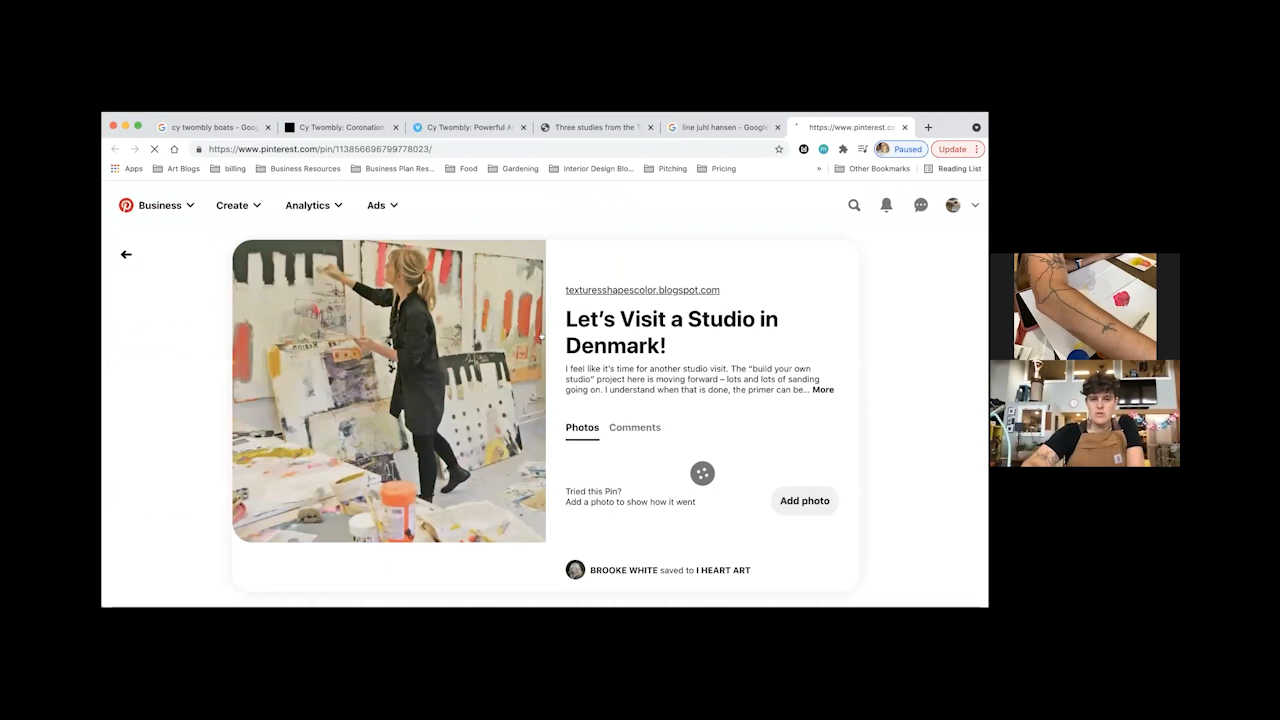 cy twombly boats - Goo
Cy Twombly: Coronation
Cy Twombly: Powerful A
Three studies from the T
line juhl hansen - Google
https://www.pinterest.co
https://www.pinterest.com/pin/113856696799778023/
Paused
Update
Apps
Art Blogs
billing
Business Resources
Business Plan Res...
Food
Gardening
Interior Design Blo...
Pitching
Pricing
»
Other Bookmarks
Reading List
Business
Create
Analytics
Ads
texturesshapescolor.blogspot.com
Let’s Visit a Studio in
Denmark!
I feel like it’s time for another studio visit. The “build your own
studio” project here is moving forward – lots and lots of sanding
going on. I understand when that is done, the primer can be... More
Photos
Comments
Tried this Pin?
Add a photo to show how it went
Add photo
BROOKE WHITE saved to I HEART ART